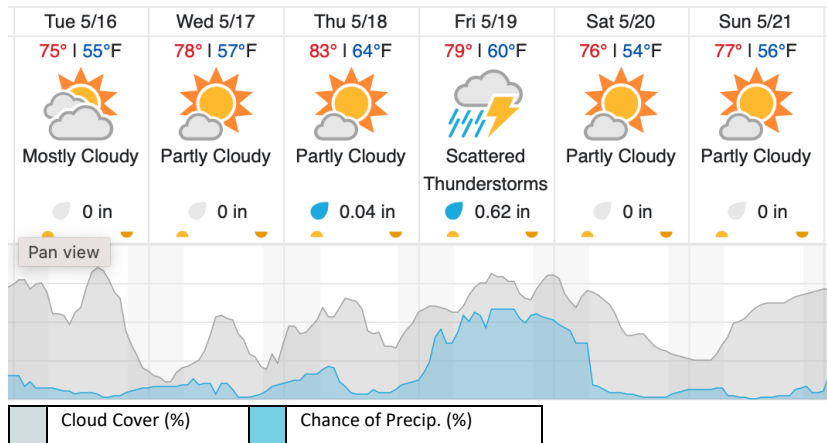 Tue 5/16 Wed 5/17 Thu 5/18 Fri 5/19 Sat 5/20 Sun 5/21
75° | 55°F 78° | 57°F 83° | 64°F 79° | 60°F 76° | 54°F 77° | 56°F
Mostly Cloudy Partly Cloudy Partly Cloudy Scattered Partly Cloudy Partly Cloudy
Thunderstorms
0 in 0 in 0.04 in 0.62 in 0 in 0 in
Pan view
Cloud Cover (%) Chance of Precip. (%)